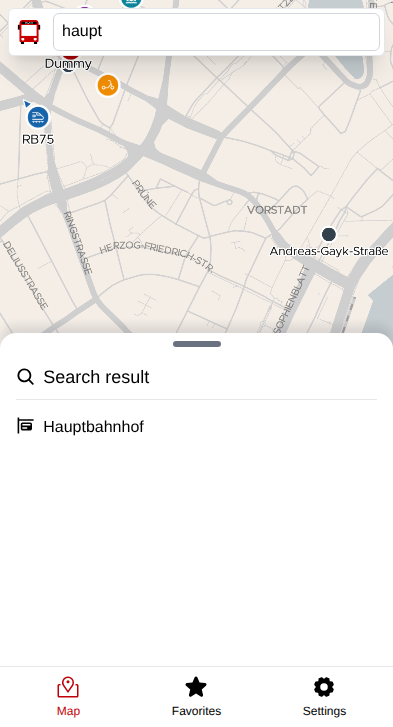 haupt
Dummy
RB75
PRÜNE
VORSTADT
RINGSTRASSE
HERZOG-FRIEDRICH-STR.
Andreas-Gayk-Straße
DELIUSSTRASSE
SOPHIENBLATT
Search result
Hauptbahnhof
Map
Favorites
Settings